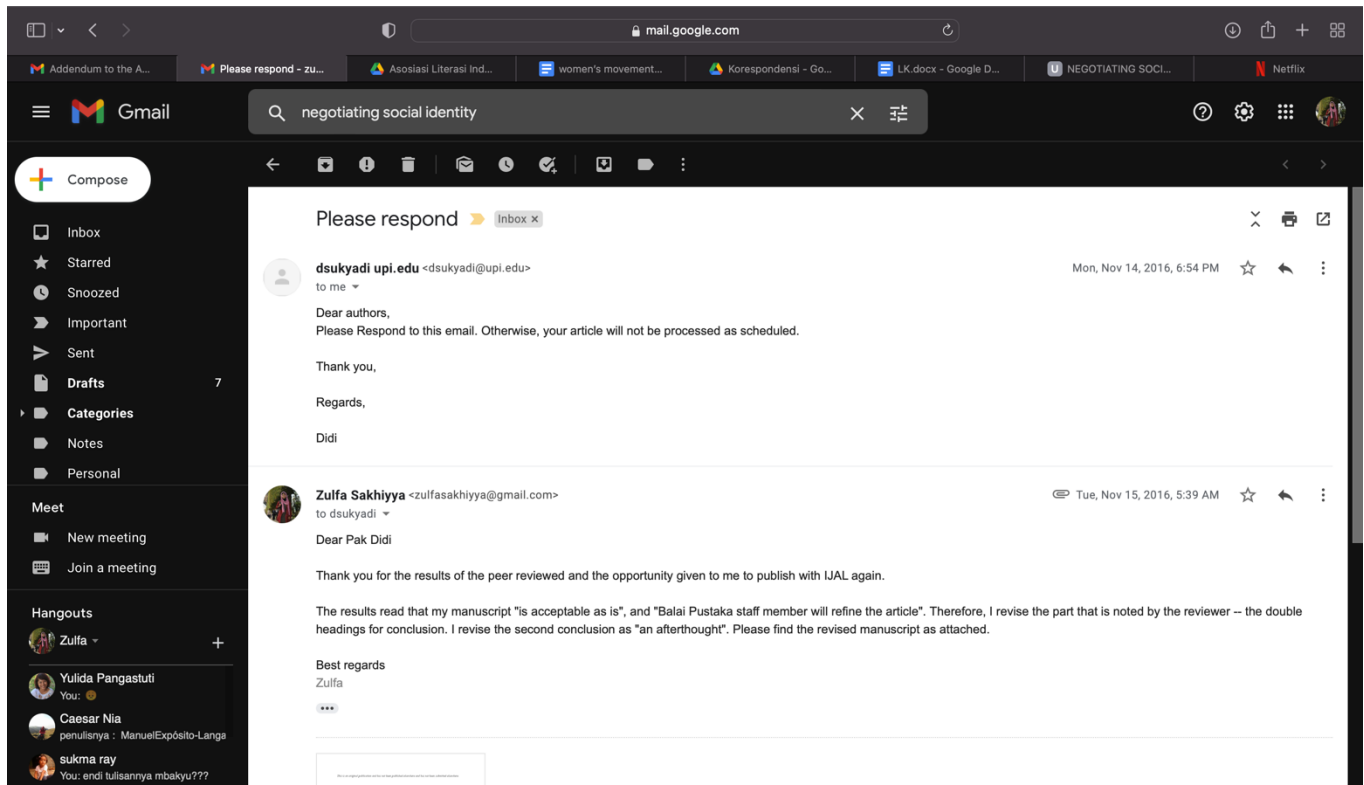 mail.google.com
Addendum to the A...
Please respond - zu...
Asosiasi Literasi Ind...
women's movement...
Korespondensi - Go...
LK.docx - Google D...
U NEGOTIATING SOCI...
N Netflix
Gmail
negotiating social identity
Compose
Please respond
Inbox ×
Inbox
Starred
Snoozed
Important
Sent
Drafts 7
Categories
Notes
Personal
Meet
New meeting
Join a meeting
Hangouts
Zulfa
Yulida Pangastuti
You:
Caesar Nia
penulisnya : ManuelExpósito-Langa
sukma ray
You: endi tulisannya mbakyu???
dsukyadi upi.edu <dsukyadi@upi.edu>
Mon, Nov 14, 2016, 6:54 PM
to me
Dear authors,
Please Respond to this email. Otherwise, your article will not be processed as scheduled.
Thank you,
Regards,
Didi
Zulfa Sakhiyya <zulfasakhiyya@gmail.com>
Tue, Nov 15, 2016, 5:39 AM
to dsukyadi
Dear Pak Didi
Thank you for the results of the peer reviewed and the opportunity given to me to publish with IJAL again.
The results read that my manuscript "is acceptable as is", and "Balai Pustaka staff member will refine the article". Therefore, I revise the part that is noted by the reviewer -- the double
headings for conclusion. I revise the second conclusion as "an afterthought". Please find the revised manuscript as attached.
Best regards
Zulfa